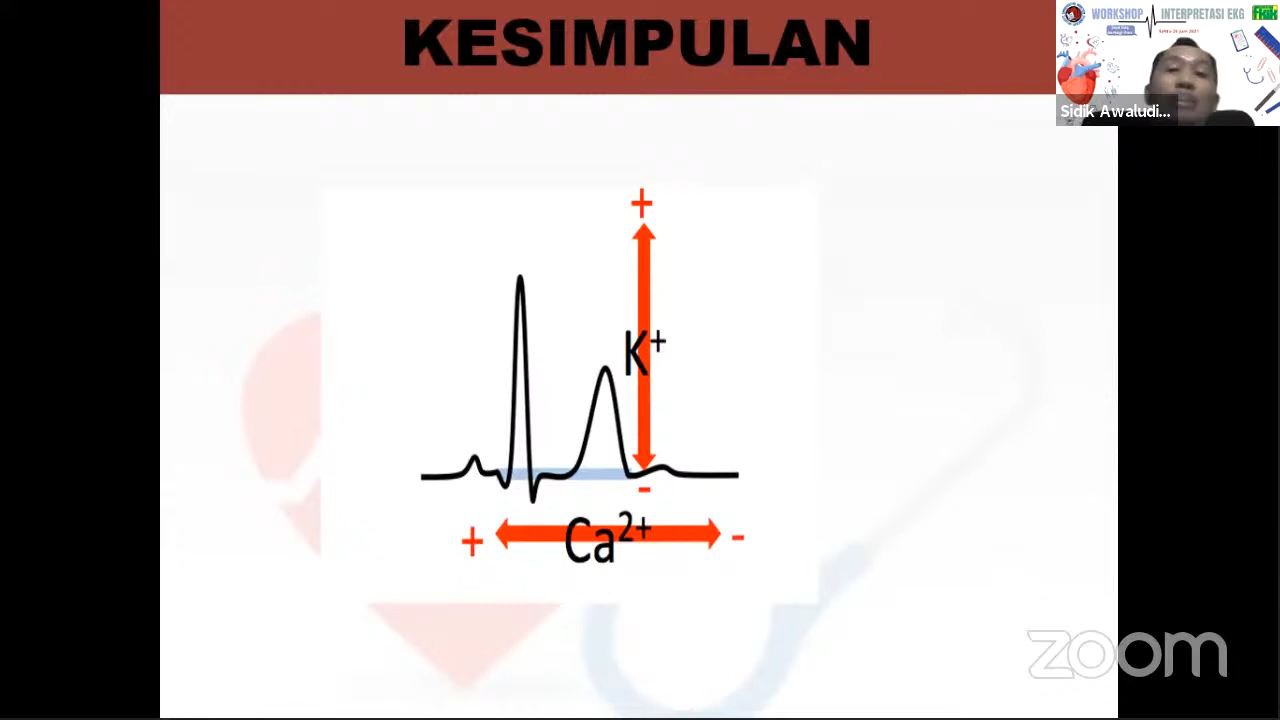 KESIMPULAN
WORKSHOP INTERPRETASI EKG
Sidik Awaludi...
+
K+
-
+ Ca2+ -
zoom